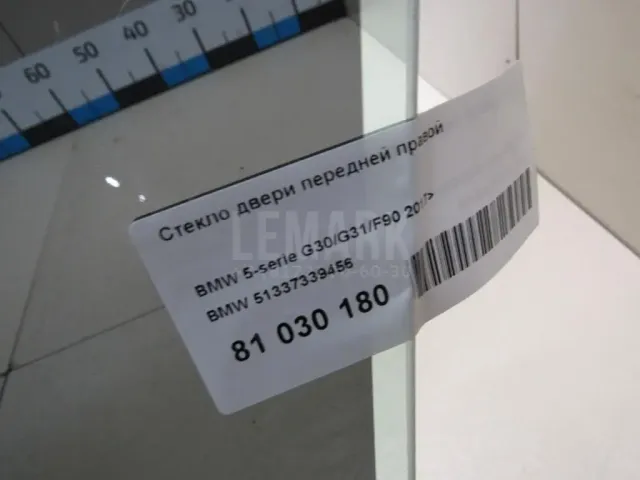 60 50 40 30
Стекло двери передней правой
BMW 5-serie G30/G31/F90 2017>
BMW 51337339456
81 030 180
LEMARK